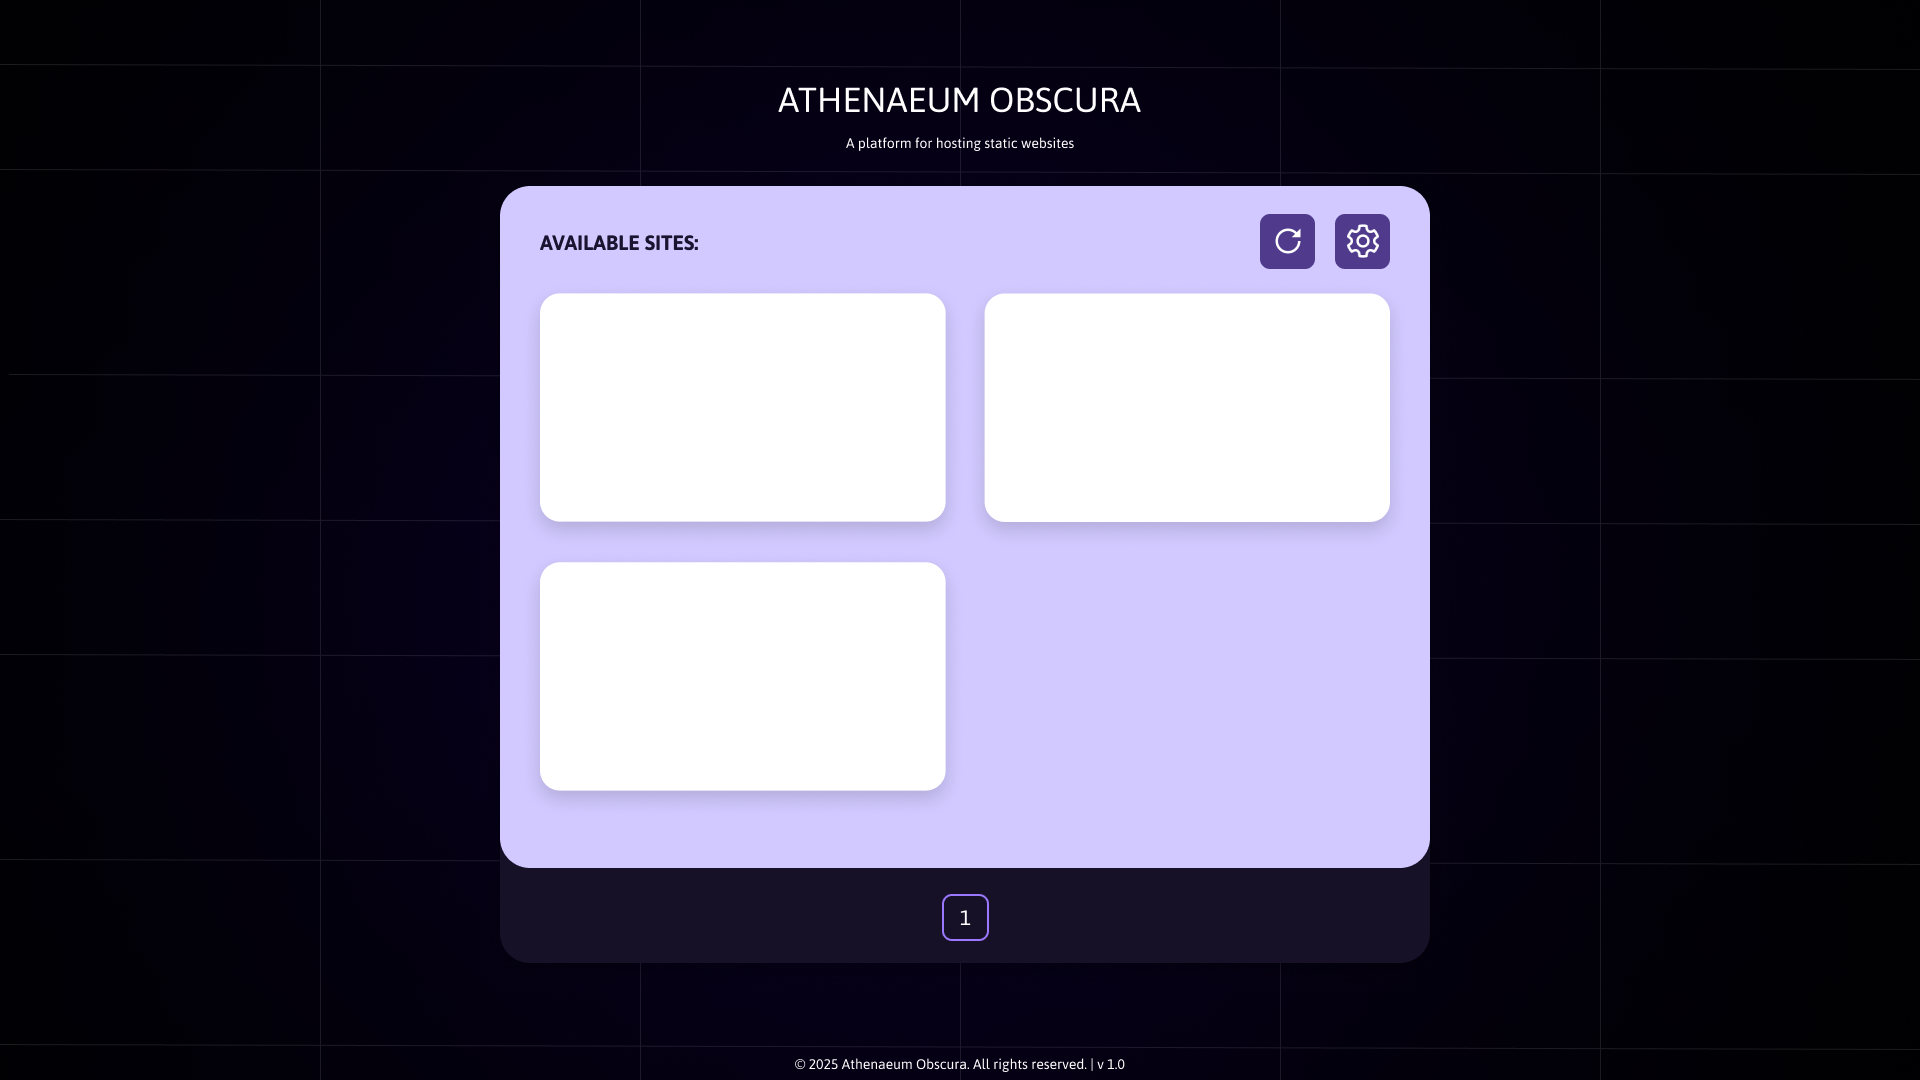 ATHENAEUM OBSCURA
A platform for hosting static websites
AVAILABLE SITES:
1
© 2025 Athenaeum Obscura. All rights reserved. | v 1.0